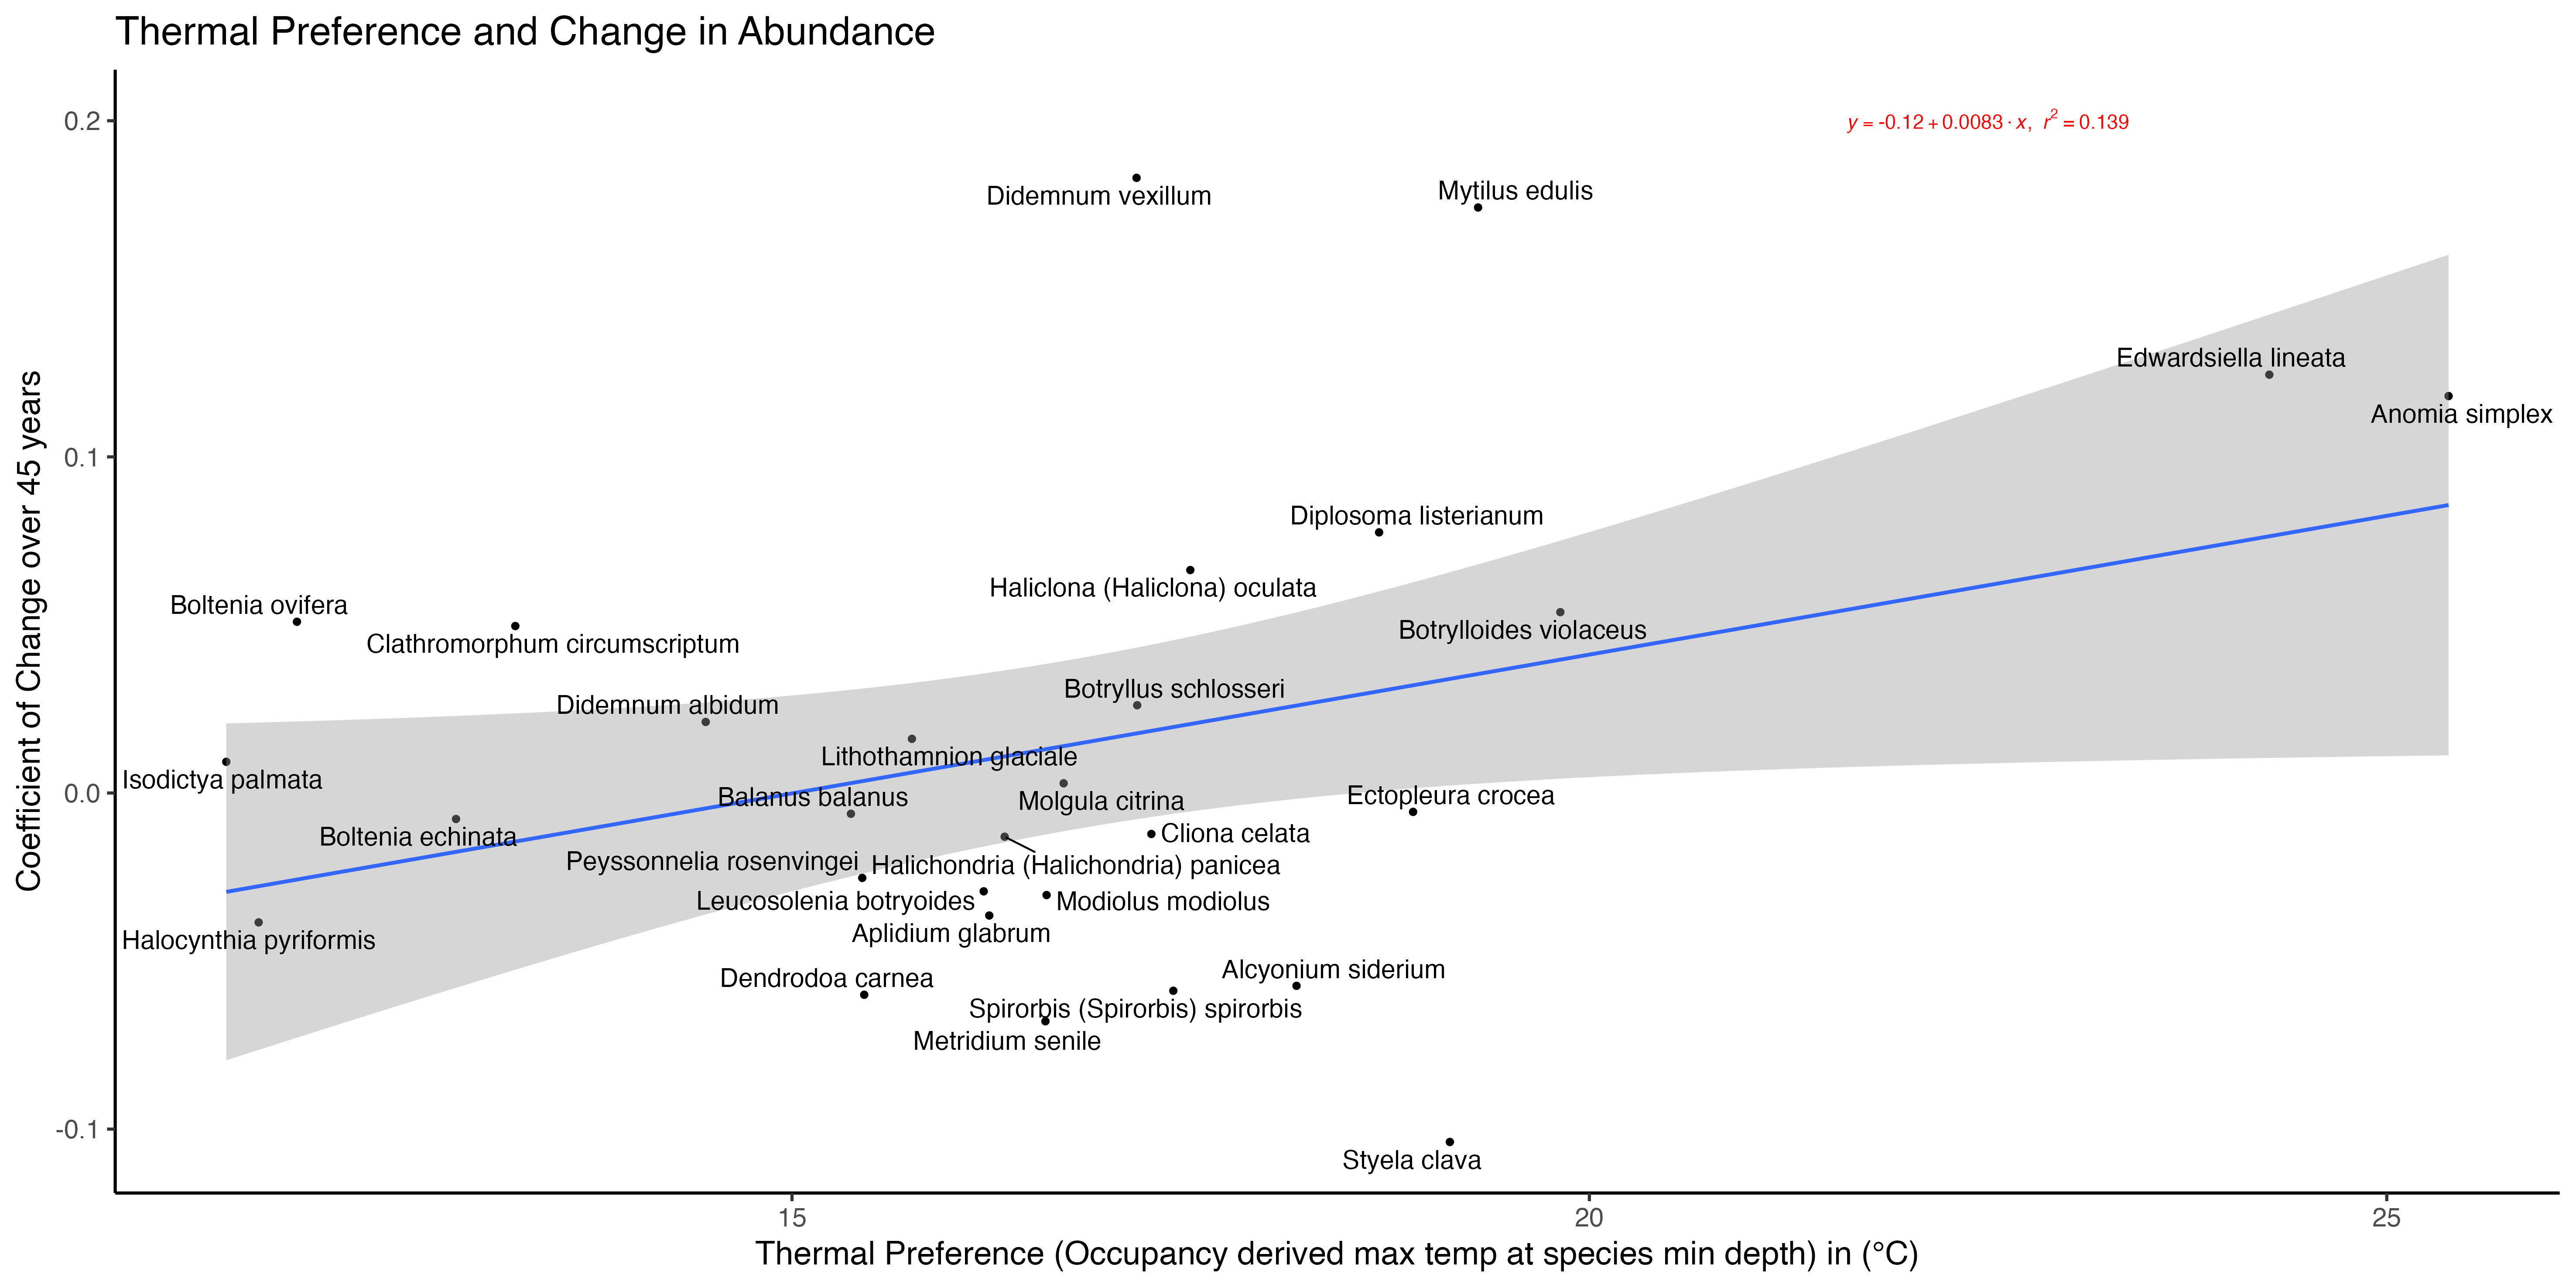 Thermal Preference and Change in Abundance
0.2
y = -0.12 + 0.0083 · x, r² = 0.139
Didemnum vexillum
Mytilus edulis
Edwardsiella lineata
Anomia simplex
0.1
Diplosoma listerianum
Haliclona (Haliclona) oculata
Boltenia ovifera
Botrylloides violaceus
Clathromorphum circumscriptum
Botryllus schlosseri
Didemnum albidum
Lithothamnion glaciale
Isodictya palmata
0.0
Balanus balanus
Molgula citrina
Ectopleura crocea
Boltenia echinata
Cliona celata
Peyssonnelia rosenvingei
Halichondria (Halichondria) panicea
Leucosolenia botryoides
Modiolus modiolus
Aplidium glabrum
Halocynthia pyriformis
Alcyonium siderium
Dendrodoa carnea
Spirorbis (Spirorbis) spirorbis
Metridium senile
-0.1
Styela clava
15
20
25
Thermal Preference (Occupancy derived max temp at species min depth) in (°C)
Coefficient of Change over 45 years